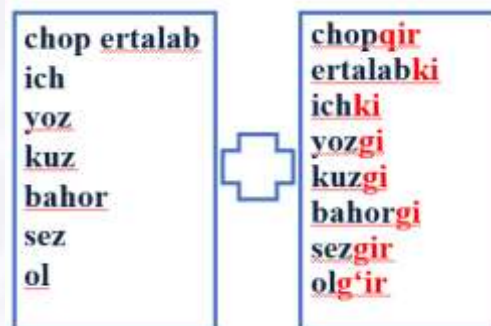 chop ertalab
ich
yoz
kuz
bahor
sez
ol
chopqir
ertalabki
ichki
yozgi
kuzgi
bahorgi
sezgir
olg‘ir